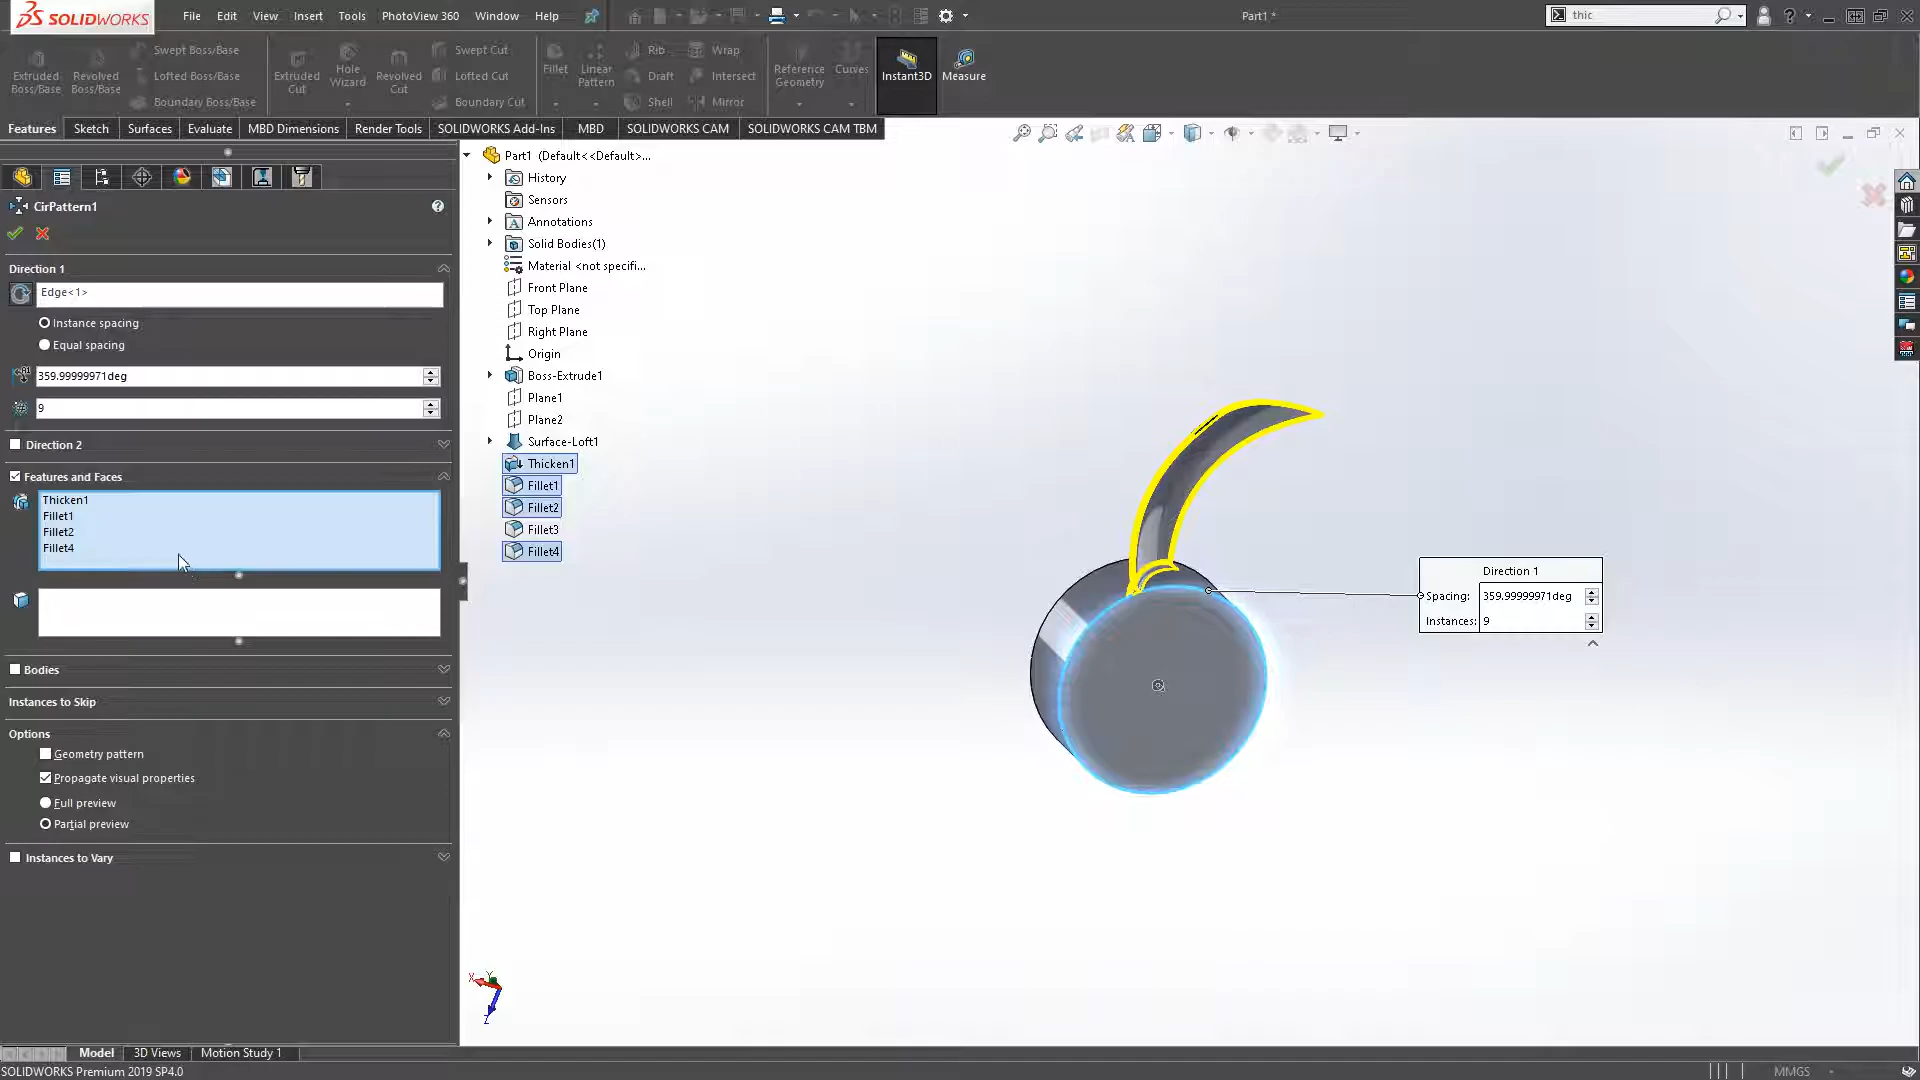 SOLIDWORKS
File Edit View Insert Tools PhotoView 360 Window Help
Part1 *
thic
Extruded Boss/Base
Revolved Boss/Base
Swept Boss/Base
Lofted Boss/Base
Boundary Boss/Base
Extruded Cut
Hole Wizard
Revolved Cut
Swept Cut
Lofted Cut
Boundary Cut
Fillet
Linear Pattern
Rib
Draft
Shell
Wrap
Intersect
Mirror
Reference Geometry
Curves
Instant3D
Measure
Features Sketch Surfaces Evaluate MBD Dimensions Render Tools SOLIDWORKS Add-Ins MBD SOLIDWORKS CAM SOLIDWORKS CAM TBM
CirPattern1
Direction 1
Edge<1>
Instance spacing
Equal spacing
359.99999971deg
9
Direction 2
Features and Faces
Thicken1
Fillet1
Fillet2
Fillet4
Bodies
Instances to Skip
Options
Geometry pattern
Propagate visual properties
Full preview
Partial preview
Instances to Vary
Part1 (Default<<Default>...
History
Sensors
A Annotations
Solid Bodies(1)
Material <not specifi...
Front Plane
Top Plane
Right Plane
Origin
Boss-Extrude1
Plane1
Plane2
Surface-Loft1
Thicken1
Fillet1
Fillet2
Fillet3
Fillet4
Direction 1
Spacing: 359.99999971deg
Instances: 9
X
Y
Z
Model 3D Views Motion Study 1
SOLIDWORKS Premium 2019 SP4.0
MMGS